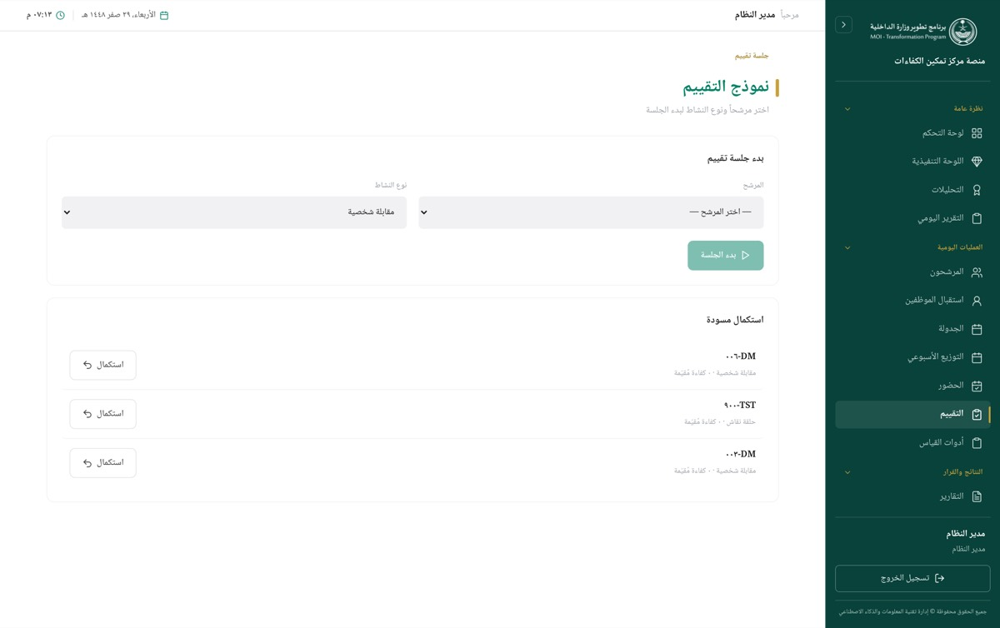 برنامج تطوير وزارة الداخلية
MOI - Transformation Program
منصة مركز تمكين الكفاءات
نظرة عامة
لوحة التحكم
اللوحة التنفيذية
التحليلات
التقرير اليومي
العمليات اليومية
المرشحون
استقبال الموظفين
الجدولة
التوزيع الأسبوعي
الحضور
التقييم
أدوات القياس
النتائج والقرار
التقارير
مدير النظام
مدير النظام
تسجيل الخروج
جميع الحقوق محفوظة © إدارة تقنية المعلومات والذكاء الاصطناعي
مرحباً مدير النظام
الأربعاء، ٢٩ صفر ١٤٤٨ هـ
٠٧:١٣ م
جلسة تقييم
نموذج التقييم
اختر مرشحاً ونوع النشاط لبدء الجلسة
بدء جلسة تقييم
المرشح
— اختر المرشح —
نوع النشاط
مقابلة شخصية
بدء الجلسة
استكمال مسودة
DM-٠٠٦
مقابلة شخصية · ٠ كفاءة مُقيّمة
استكمال
TST-٩٠٠
حلقة نقاش · ٠ كفاءة مُقيّمة
استكمال
DM-٠٠٣
مقابلة شخصية · ٠ كفاءة مُقيّمة
استكمال